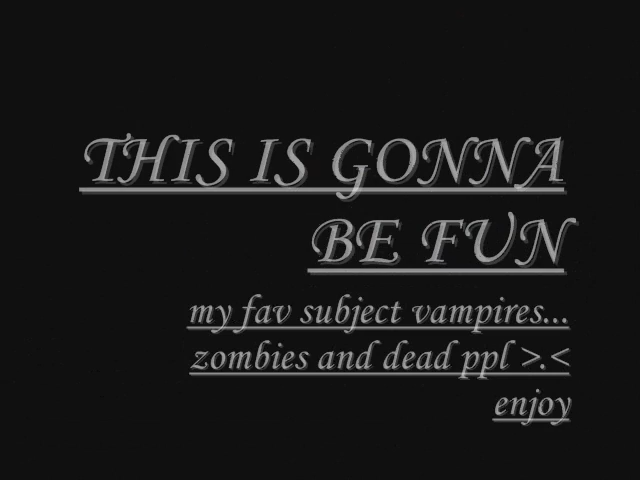 THIS IS GONNA
BE FUN
my fav subject vampires...
zombies and dead ppl >.<
enjoy